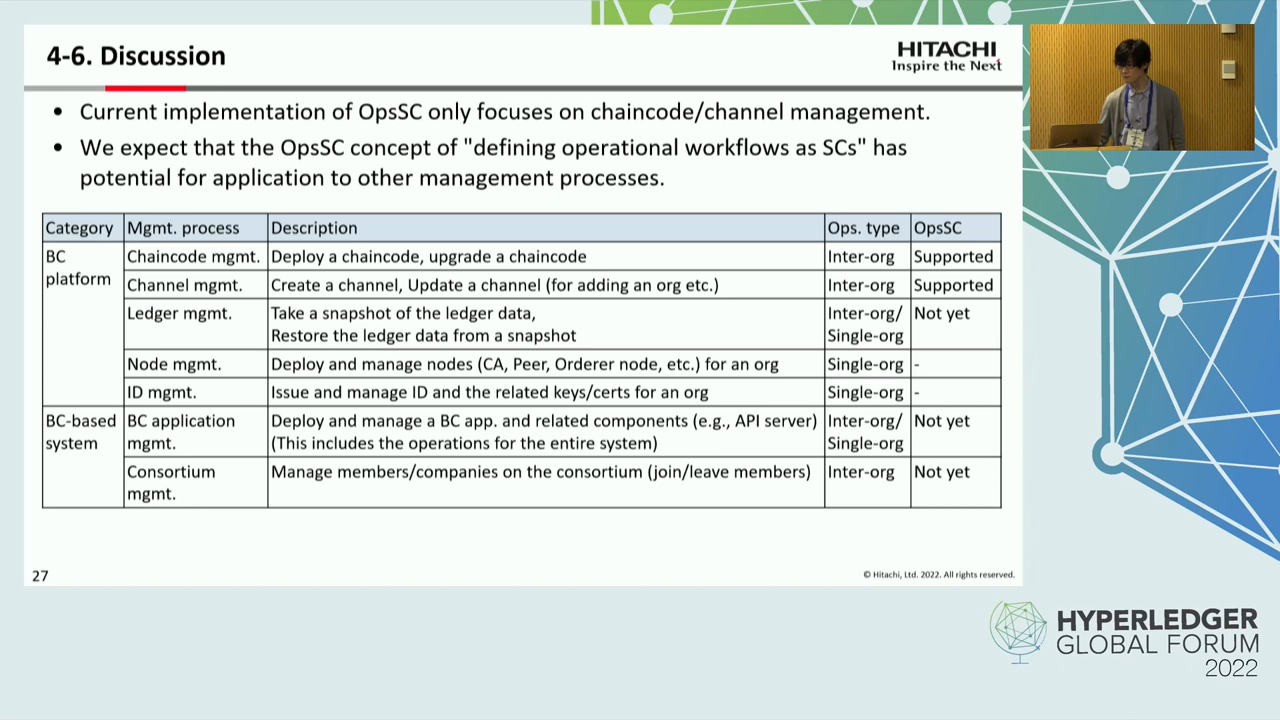 4-6. Discussion
HITACHI
Inspire the Next
• Current implementation of OpsSC only focuses on chaincode/channel management.
• We expect that the OpsSC concept of "defining operational workflows as SCs" has
potential for application to other management processes.
Category Mgmt. process Description Ops. type OpsSC
BC platform Chaincode mgmt. Deploy a chaincode, upgrade a chaincode Inter-org Supported
Channel mgmt. Create a channel, Update a channel (for adding an org etc.) Inter-org Supported
Ledger mgmt. Take a snapshot of the ledger data, Inter-org/ Not yet
Restore the ledger data from a snapshot Single-org
Node mgmt. Deploy and manage nodes (CA, Peer, Orderer node, etc.) for an org Single-org -
ID mgmt. Issue and manage ID and the related keys/certs for an org Single-org -
BC-based BC application Deploy and manage a BC app. and related components (e.g., API server) Inter-org/ Not yet
system mgmt. (This includes the operations for the entire system) Single-org
Consortium Manage members/companies on the consortium (join/leave members) Inter-org Not yet
mgmt.
27
© Hitachi, Ltd. 2022. All rights reserved.
HYPERLEDGER
GLOBAL FORUM
2022